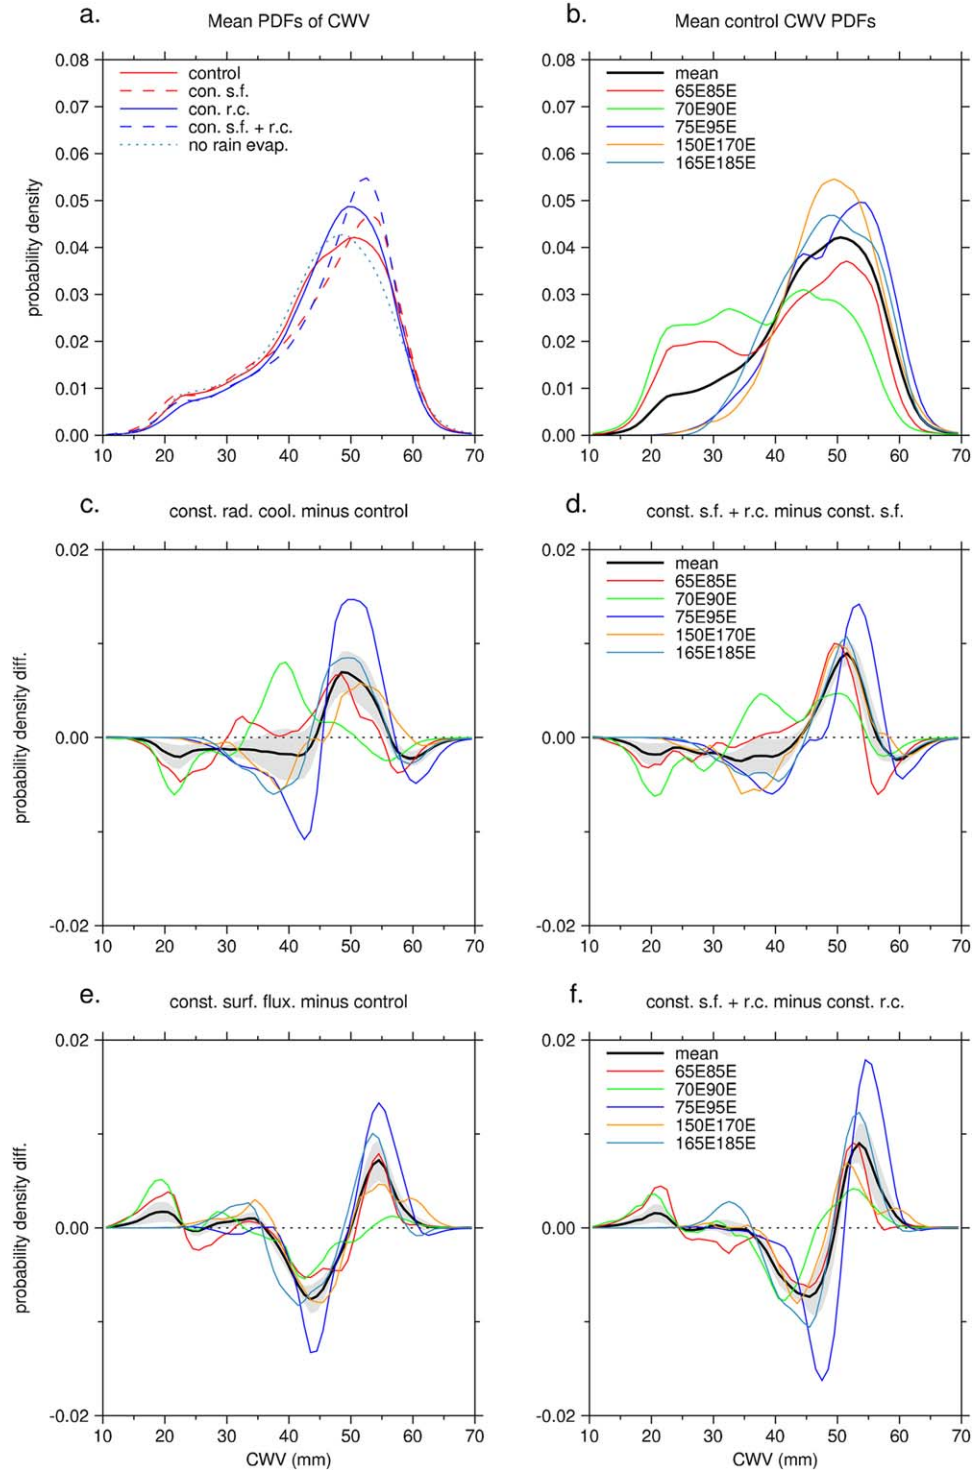 a.
Mean PDFs of CWV
0.08
0.07
0.06
0.05
0.04
0.03
0.02
0.01
0.00
probability density
control
con. s.f.
con. r.c.
con. s.f. + r.c.
no rain evap.
10 20 30 40 50 60 70
b.
Mean control CWV PDFs
0.08
0.07
0.06
0.05
0.04
0.03
0.02
0.01
0.00
mean
65E85E
70E90E
75E95E
150E170E
165E185E
10 20 30 40 50 60 70
c.
const. rad. cool. minus control
0.02
0.00
-0.02
probability density diff.
10 20 30 40 50 60 70
d.
const. s.f. + r.c. minus const. s.f.
0.02
0.00
-0.02
mean
65E85E
70E90E
75E95E
150E170E
165E185E
10 20 30 40 50 60 70
e.
const. surf. flux. minus control
0.02
0.00
-0.02
probability density diff.
10 20 30 40 50 60 70
CWV (mm)
f.
const. s.f. + r.c. minus const. r.c.
0.02
0.00
-0.02
mean
65E85E
70E90E
75E95E
150E170E
165E185E
10 20 30 40 50 60 70
CWV (mm)